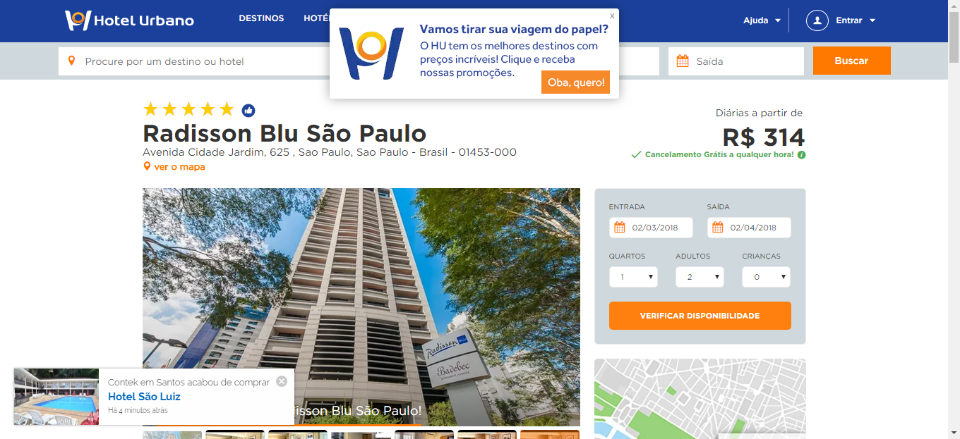 Hotel Urbano
DESTINOS
HOTÉ
Ajuda
Entrar
x
Vamos tirar sua viagem do papel?
O HU tem os melhores destinos com
preços incríveis! Clique e receba
nossas promoções.
Oba, quero!
Procure por um destino ou hotel
Saída
Buscar
Radisson Blu São Paulo
Avenida Cidade Jardim, 625 , Sao Paulo, Sao Paulo - Brasil - 01453-000
ver o mapa
Diárias a partir de
R$ 314
Cancelamento Grátis a qualquer hora!
ENTRADA
SAÍDA
02/03/2018
02/04/2018
QUARTOS
ADULTOS
CRIANÇAS
1
2
0
VERIFICAR DISPONIBILIDADE
Radisson
Badebec
Contek em Santos acabou de comprar
Hotel São Luiz
Há 4 minutos atrás
disson Blu São Paulo!